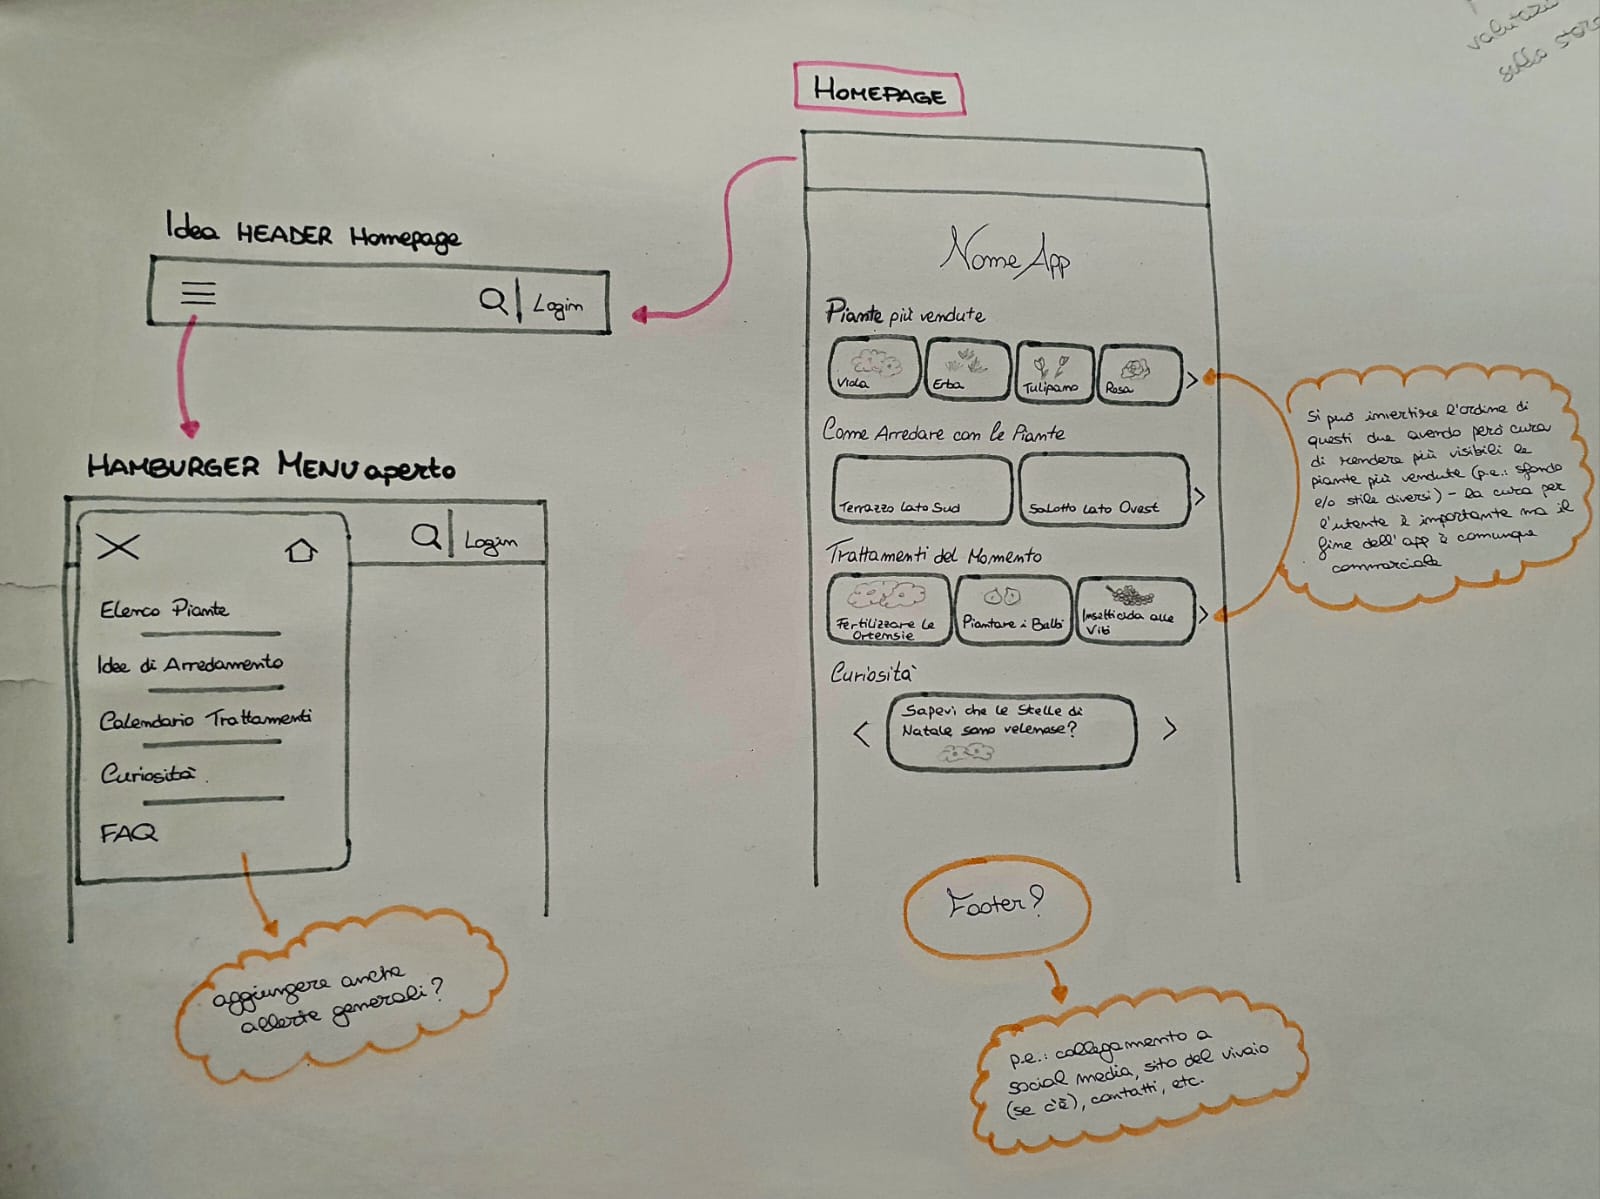 HOMEPAGE
Nome App
Piante più vendute
Viola
Erba
Tulipano
Rosa
Come Arredare con le Piante
Terrazzo Lato Sud
Salotto Lato Ovest
Trattamenti del Momento
Fertilizzare le
Ortensie
Piantare i Bulbi
Insetticida alle
Viti
Curiosità
Sapevi che le Stelle di
Natale sono velenose?
Footer?
p.e.: collegamento a
social media, sito del vivaio
(se c'è), contatti, etc.
Si può invertire l'ordine di
questi due avendo però cura
di rendere più visibili le
piante più vendute (p.e.: sfondo
e/o stile diversi) - la cura per
l'utente è importante ma il
fine dell'app è comunque
commerciale
Idea HEADER Homepage
Login
HAMBURGER MENU aperto
Login
Elenco Piante
Idee di Arredamento
Calendario Trattamenti
Curiosità
FAQ
aggiungere anche
allerte generali?